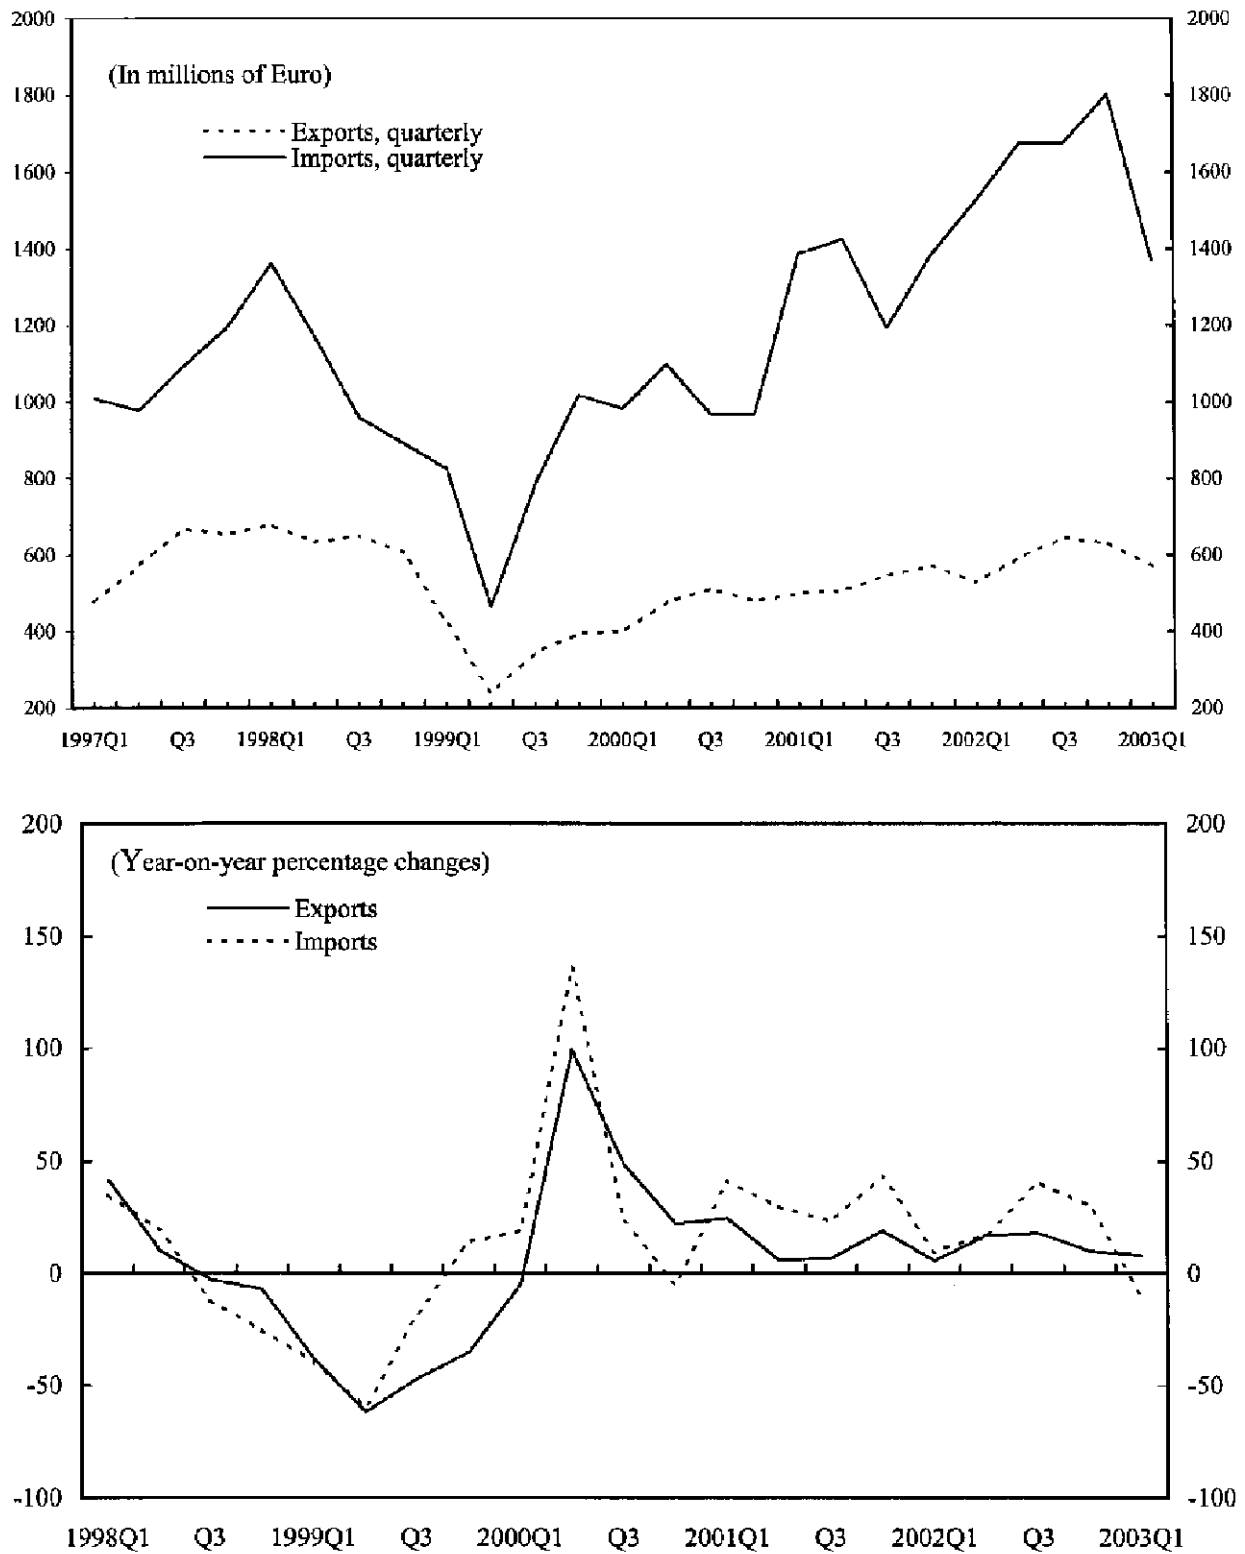 2000 2000
(In millions of Euro)
1800 1800
Exports, quarterly
Imports, quarterly
1600 1600
1400 1400
1200 1200
1000 1000
800 800
600 600
400 400
200 200
1997Q1 Q3 1998Q1 Q3 1999Q1 Q3 2000Q1 Q3 2001Q1 Q3 2002Q1 Q3 2003Q1
200 200
(Year-on-year percentage changes)
Exports
150 150
Imports
100 100
50 50
0 0
-50 -50
-100 -100
1998Q1 Q3 1999Q1 Q3 2000Q1 Q3 2001Q1 Q3 2002Q1 Q3 2003Q1